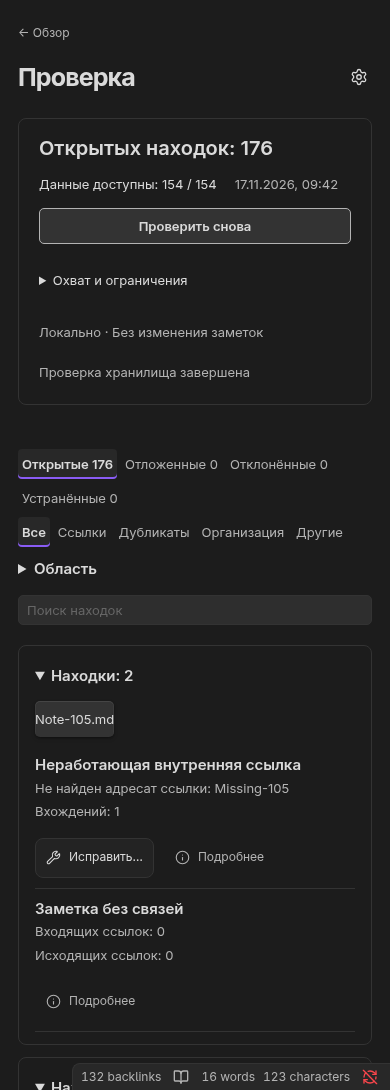 ← Обзор
Проверка
Открытых находок: 176
Данные доступны: 154 / 154 17.11.2026, 09:42
Проверить снова
▶ Охват и ограничения
Локально · Без изменения заметок
Проверка хранилища завершена
Открытые 176 Отложенные 0 Отклонённые 0
Устранённые 0
Все Ссылки Дубликаты Организация Другие
▶ Область
Поиск находок
▼ Находки: 2
Note-105.md
Неработающая внутренняя ссылка
Не найден адресат ссылки: Missing-105
Вхождений: 1
Исправить... Подробнее
Заметка без связей
Входящих ссылок: 0
Исходящих ссылок: 0
Подробнее
132 backlinks 16 words 123 characters